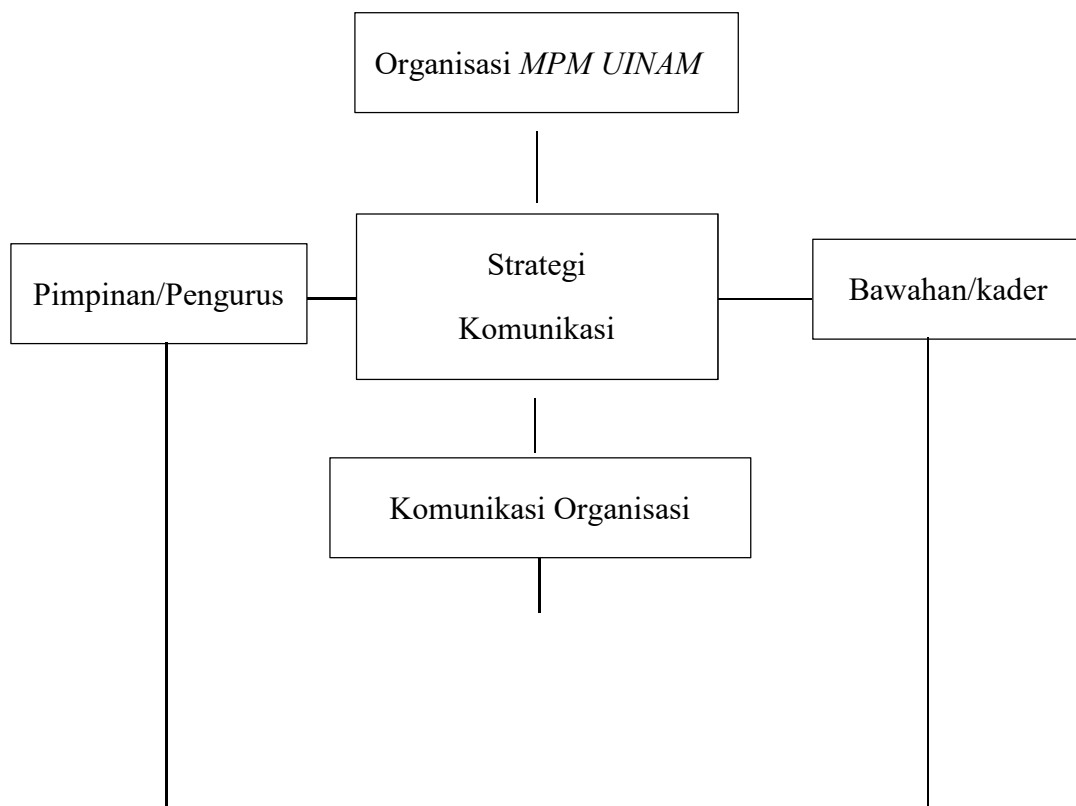 Organisasi MPM UINAM
Strategi
Komunikasi
Pimpinan/Pengurus
Bawahan/kader
Komunikasi Organisasi